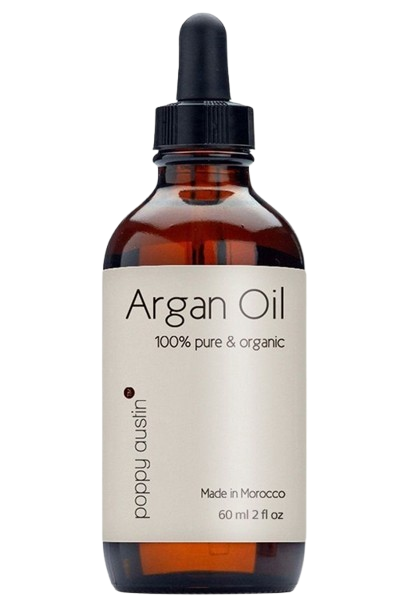 Argan Oil
100% pure & organic
poppy austin
Made in Morocco
60 ml 2 fl oz